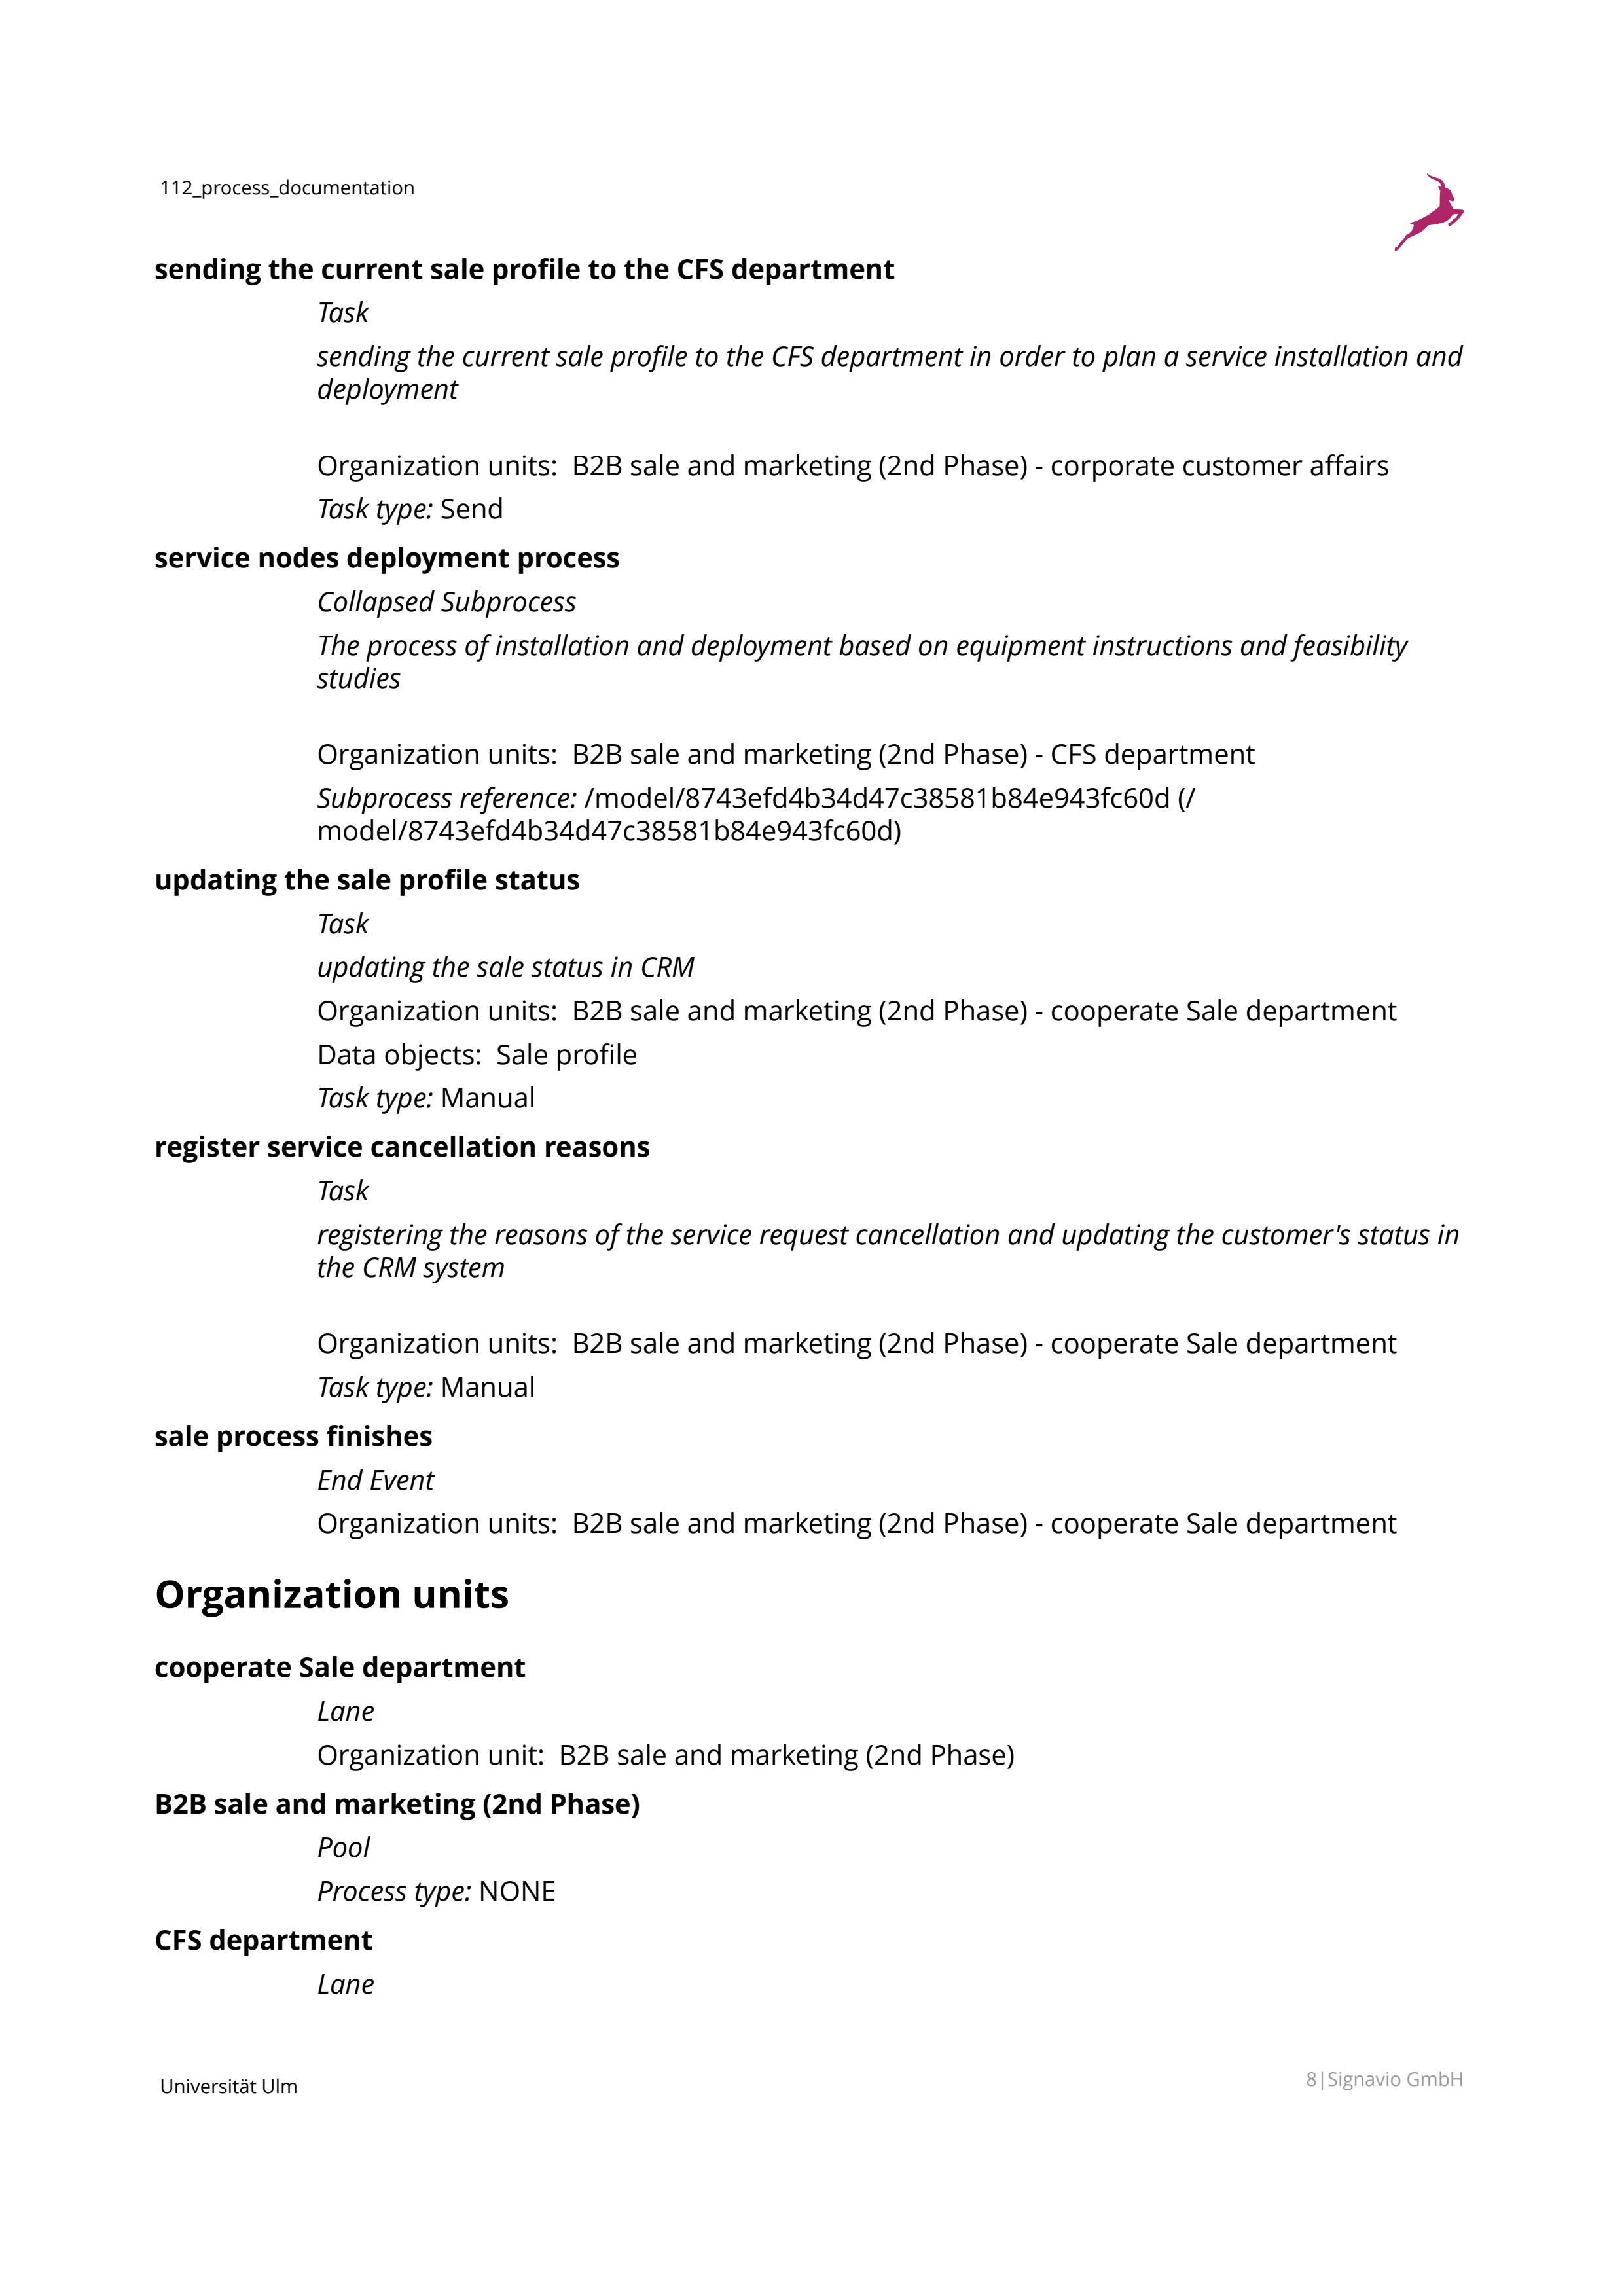 112_process_documentation
sending the current sale profile to the CFS department
Task
sending the current sale profile to the CFS department in order to plan a service installation and
deployment
Organization units:  B2B sale and marketing (2nd Phase) - corporate customer affairs
Task type: Send
service nodes deployment process
Collapsed Subprocess
The process of installation and deployment based on equipment instructions and feasibility
studies
Organization units:  B2B sale and marketing (2nd Phase) - CFS department
Subprocess reference: /model/8743efd4b34d47c38581b84e943fc60d (/
model/8743efd4b34d47c38581b84e943fc60d)
updating the sale profile status
Task
updating the sale status in CRM
Organization units:  B2B sale and marketing (2nd Phase) - cooperate Sale department
Data objects:  Sale profile
Task type: Manual
register service cancellation reasons
Task
registering the reasons of the service request cancellation and updating the customer's status in
the CRM system
Organization units:  B2B sale and marketing (2nd Phase) - cooperate Sale department
Task type: Manual
sale process finishes
End Event
Organization units:  B2B sale and marketing (2nd Phase) - cooperate Sale department
Organization units
cooperate Sale department
Lane
Organization unit:  B2B sale and marketing (2nd Phase)
B2B sale and marketing (2nd Phase)
Pool
Process type: NONE
CFS department
Lane
Universität Ulm
8|Signavio GmbH